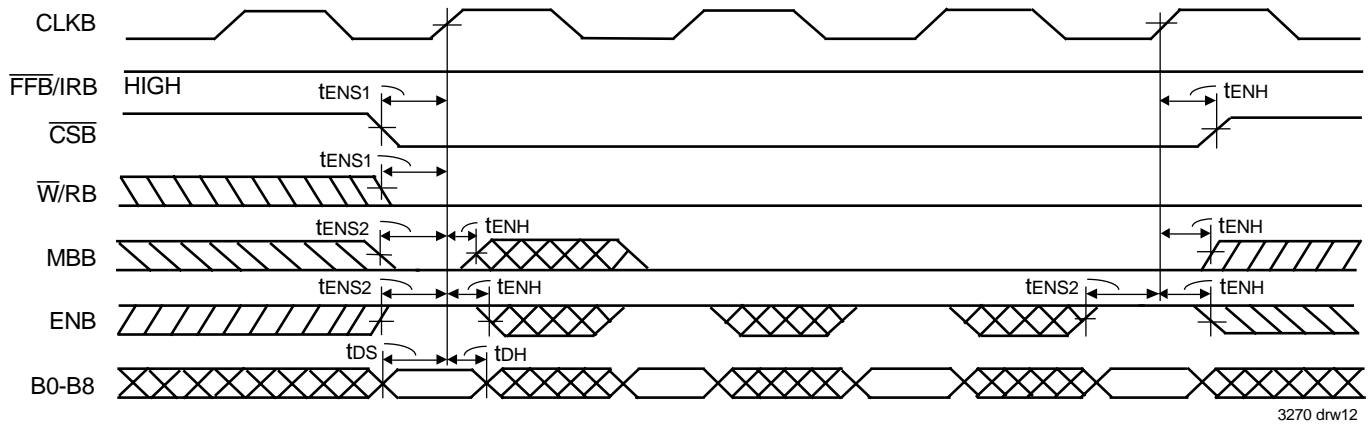 CLKB
FFB/IRB HIGH
tENS1 tENH
CSB
tENS1
W/RB
tENS2 tENH tENH
MBB
tENS2 tENH tENS2 tENH
ENB
tDS tDH
B0-B8
3270 drw12